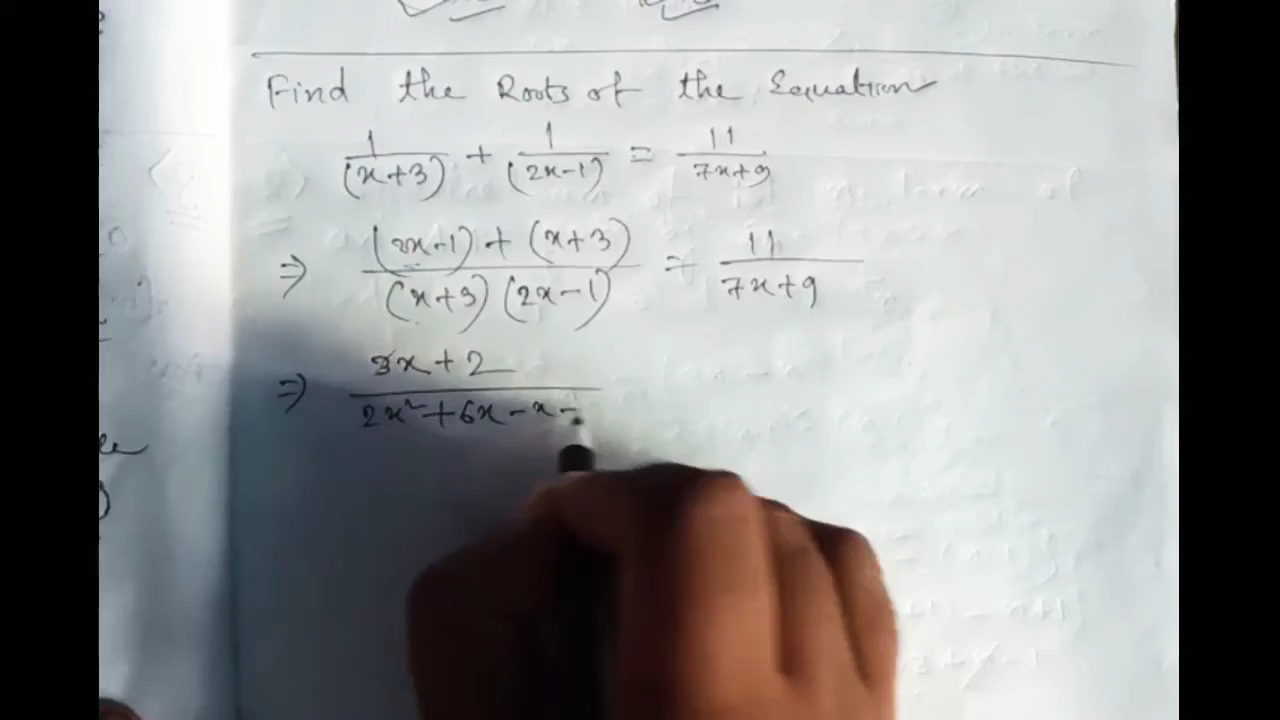 Find the Roots of the Equation
1/(x+3) + 1/(2x-1) = 11/7x+9
⇒ (2x-1) + (x+3)/(x+3)(2x-1) = 11/7x+9
⇒ 3x+2/2x²+6x-x-